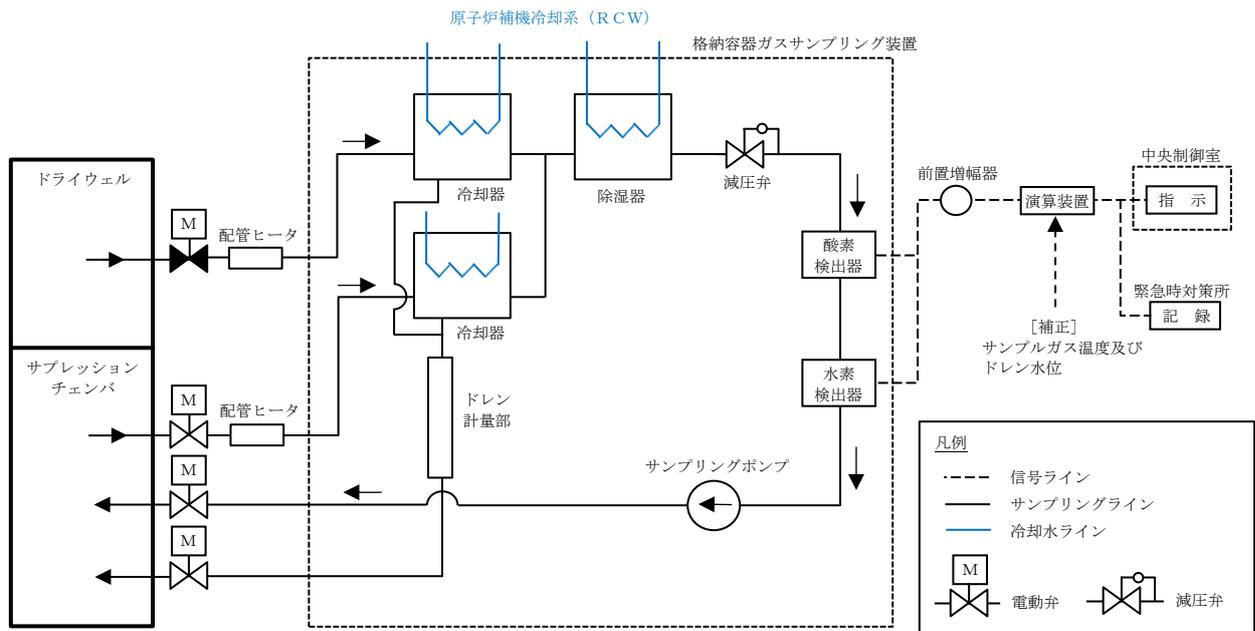 原子炉補機冷却系（ＲＣＷ）
格納容器ガスサンプリング装置
ドライウェル
M
配管ヒータ
冷却器
除湿器
減圧弁
前置増幅器
中央制御室
演算装置
指　示
酸素
検出器
緊急時対策所
記　録
［補正］
サンプルガス温度及び
ドレン水位
冷却器
サプレッション
チェンバ
M
配管ヒータ
ドレン
計量部
水素
検出器
サンプリングポンプ
M
M
凡例
信号ライン
サンプリングライン
冷却水ライン
M
電動弁
減圧弁